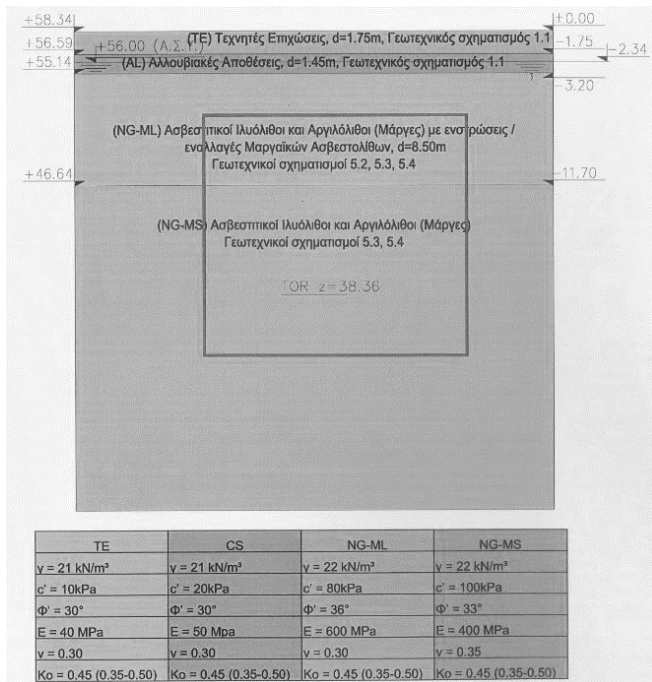 +58.34
±0.00
(TE) Τεχνητές Επιχώσεις, d=1.75m, Γεωτεχνικός σχηματισμός 1.1
+56.59
-1.75
+56.00 (Α.Σ.Υ.)
-2.34
+55.14
(AL) Αλλουβιακές Αποθέσεις, d=1.45m, Γεωτεχνικός σχηματισμός 1.1
-3.20
(NG-ML) Ασβεστιτικοί Ιλυόλιθοι και Αργιλόλιθοι (Μάργες) με ενστρώσεις /
εναλλαγές Μαργαϊκών Ασβεστολίθων, d=8.50m
Γεωτεχνικοί σχηματισμοί 5.2, 5.3, 5.4
+46.64
-11.70
(NG-MS) Ασβεστιτικοί Ιλυόλιθοι και Αργιλόλιθοι (Μάργες)
Γεωτεχνικοί σχηματισμοί 5.3, 5.4
TOR z=38.36
TE CS NG-ML NG-MS
γ = 21 kN/m³ γ = 21 kN/m³ γ = 22 kN/m³ γ = 22 kN/m³
c' = 10kPa c' = 20kPa c' = 80kPa c' = 100kPa
Φ' = 30° Φ' = 30° Φ' = 36° Φ' = 33°
E = 40 MPa E = 50 Mpa E = 600 MPa E = 400 MPa
ν = 0.30 ν = 0.30 ν = 0.30 ν = 0.35
Ko = 0.45 (0.35-0.50) Ko = 0.45 (0.35-0.50) Ko = 0.45 (0.35-0.50) Ko = 0.45 (0.35-0.50)